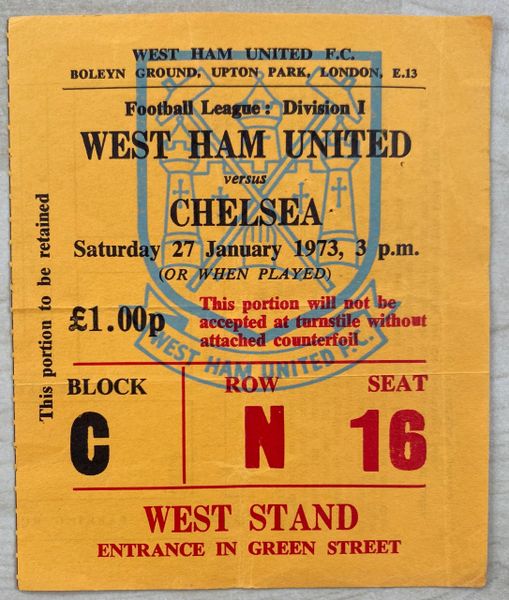 WEST HAM UNITED F.C.
BOLEYN GROUND, UPTON PARK, LONDON, E.13
Football League: Division I
WEST HAM UNITED
versus
CHELSEA
Saturday 27 January 1973, 3 p.m.
(OR WHEN PLAYED)
£1.00p
This portion will not be
accepted at turnstile without
attached counterfoil
WEST HAM UNITED F.C.
This portion to be retained
BLOCK ROW SEAT
C N 16
WEST STAND
ENTRANCE IN GREEN STREET